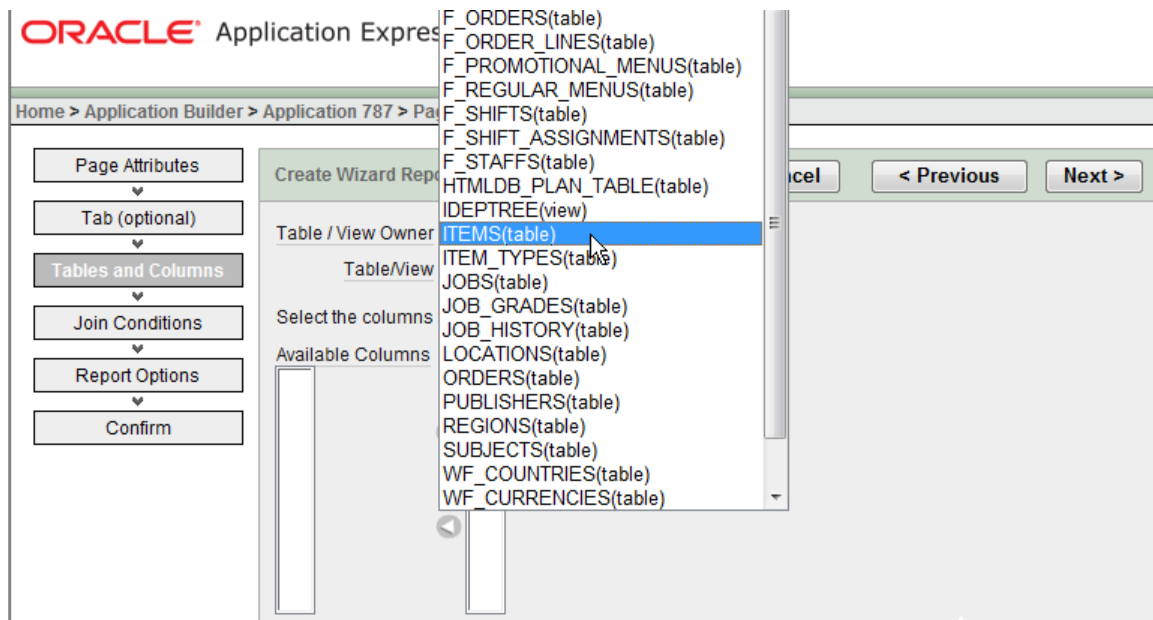 ORACLE Application Expres
Home > Application Builder > Application 787 > Pa
Page Attributes
Tab (optional)
Tables and Columns
Join Conditions
Report Options
Confirm
Create Wizard Repo
< Previous
Next >
Table / View Owner
Table/View
Select the columns
Available Columns
F_ORDERS(table)
F_ORDER_LINES(table)
F_PROMOTIONAL_MENUS(table)
F_REGULAR_MENUS(table)
F_SHIFTS(table)
F_SHIFT_ASSIGNMENTS(table)
F_STAFFS(table)
HTMLDB_PLAN_TABLE(table)
IDEPTREE(view)
ITEMS(table)
ITEM_TYPES(table)
JOBS(table)
JOB_GRADES(table)
JOB_HISTORY(table)
LOCATIONS(table)
ORDERS(table)
PUBLISHERS(table)
REGIONS(table)
SUBJECTS(table)
WF_COUNTRIES(table)
WF_CURRENCIES(table)